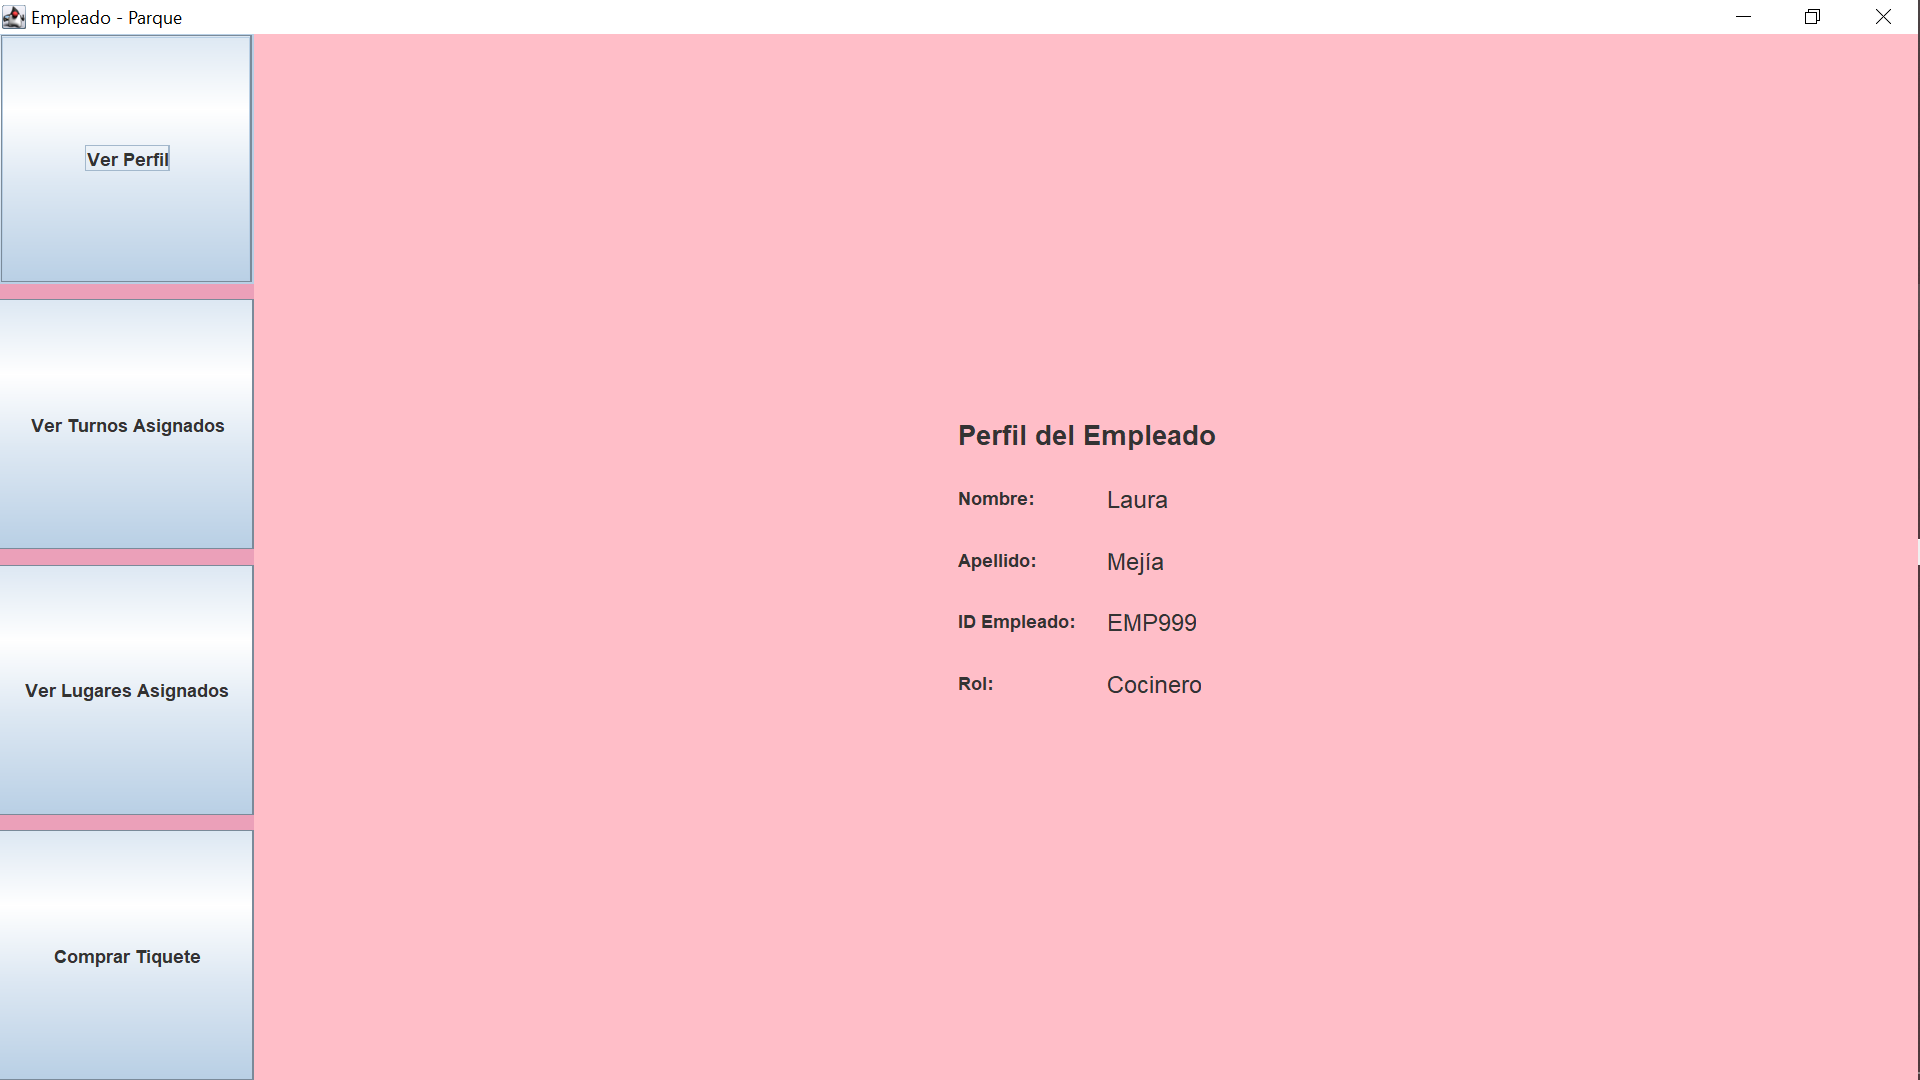 Empleado - Parque
Ver Perfil
Ver Turnos Asignados
Ver Lugares Asignados
Comprar Tiquete
Perfil del Empleado
Nombre: Laura
Apellido: Mejía
ID Empleado: EMP999
Rol: Cocinero